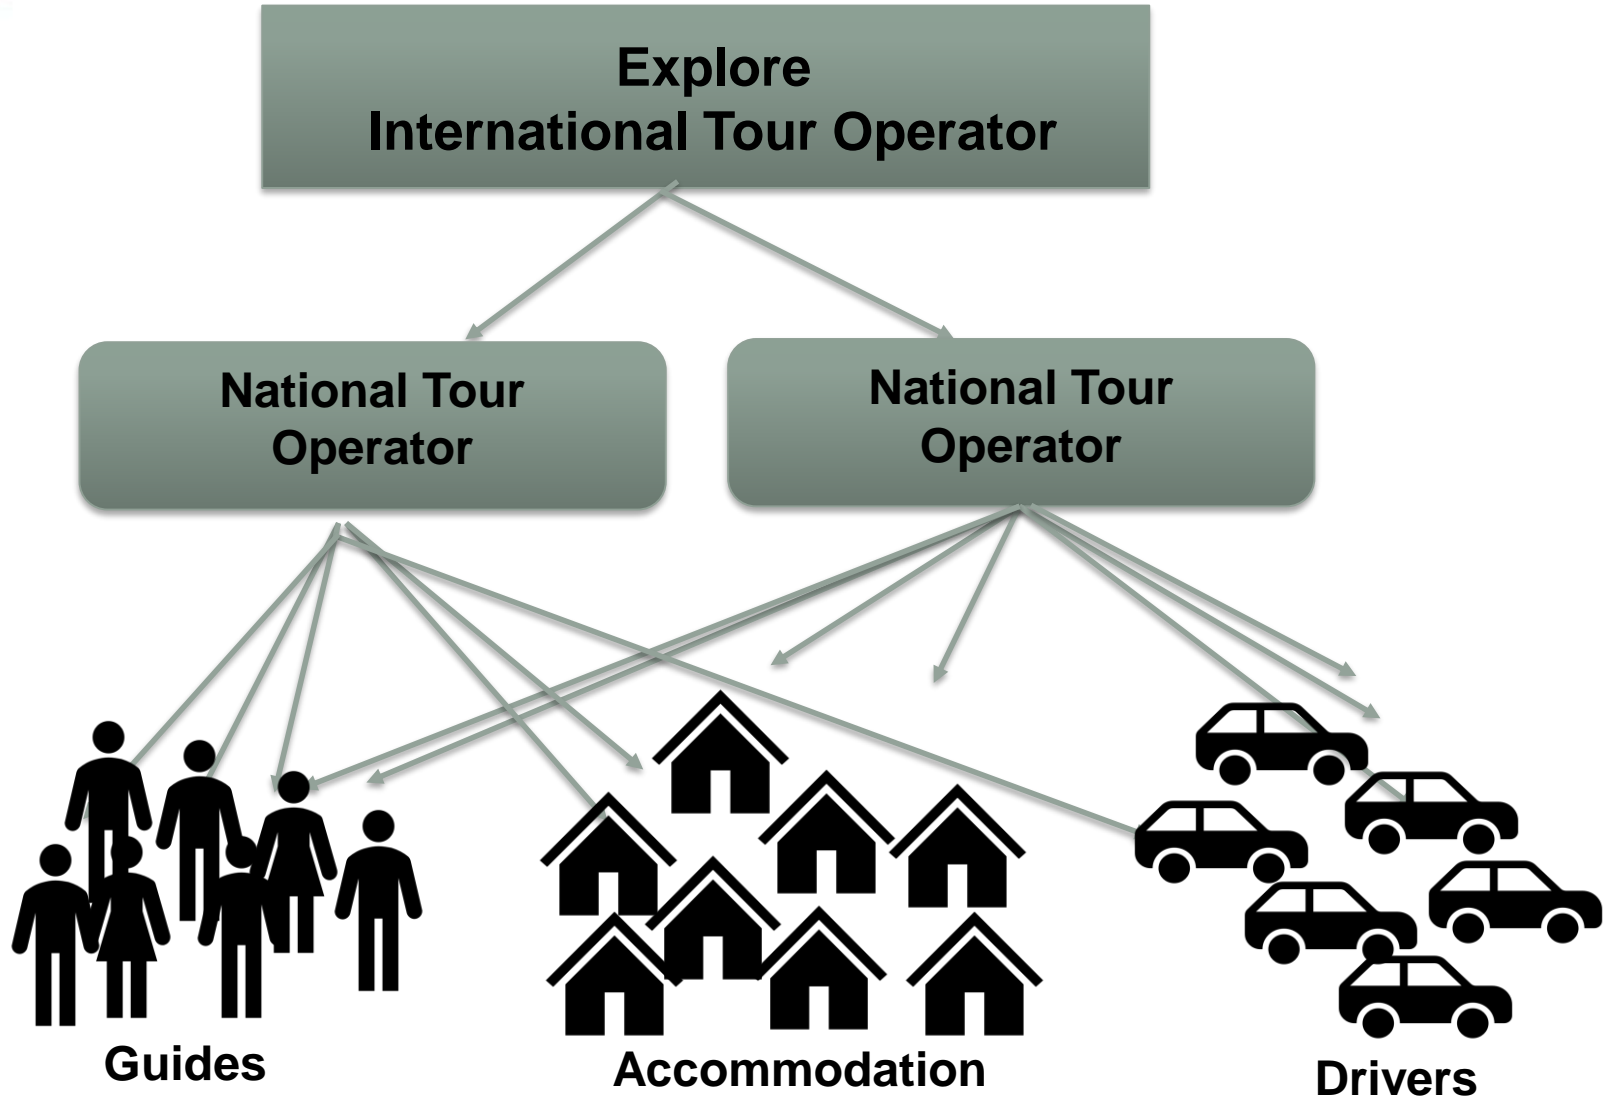 Explore
International Tour Operator
National Tour
Operator
National Tour
Operator
Guides
Accommodation
Drivers